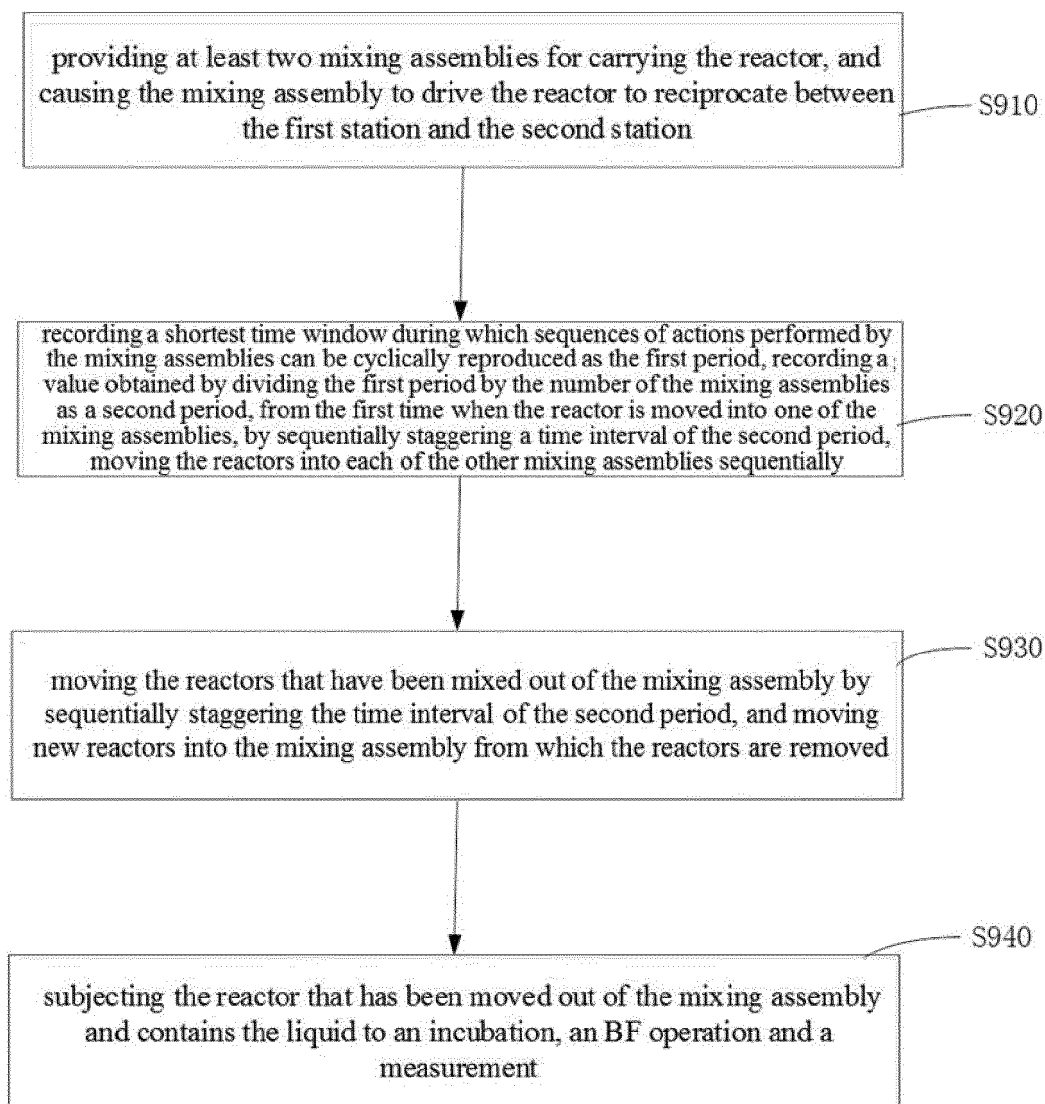 providing at least two mixing assemblies for carrying the reactor, and
causing the mixing assembly to drive the reactor to reciprocate between
the first station and the second station
S910
recording a shortest time window during which sequences of actions performed by
the mixing assemblies can be cyclically reproduced as the first period, recording a
value obtained by dividing the first period by the number of the mixing assemblies
as a second period, from the first time when the reactor is moved into one of the
mixing assemblies, by sequentially staggering a time interval of the second period,
moving the reactors into each of the other mixing assemblies sequentially
S920
moving the reactors that have been mixed out of the mixing assembly by
sequentially staggering the time interval of the second period, and moving
new reactors into the mixing assembly from which the reactors are removed
S930
subjecting the reactor that has been moved out of the mixing assembly
and contains the liquid to an incubation, an BF operation and a
measurement
S940